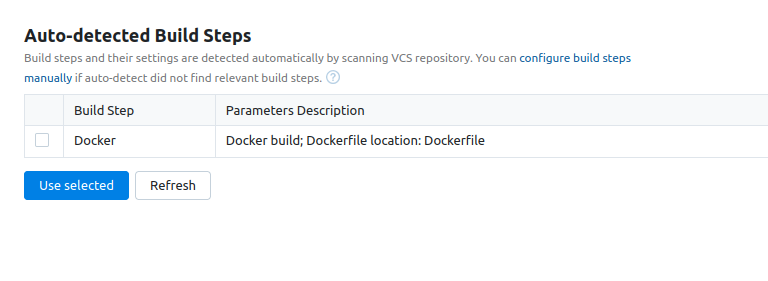 Auto-detected Build Steps
Build steps and their settings are detected automatically by scanning VCS repository. You can configure build steps
manually if auto-detect did not find relevant build steps. ?
Build Step Parameters Description
Docker Docker build; Dockerfile location: Dockerfile
Use selected Refresh